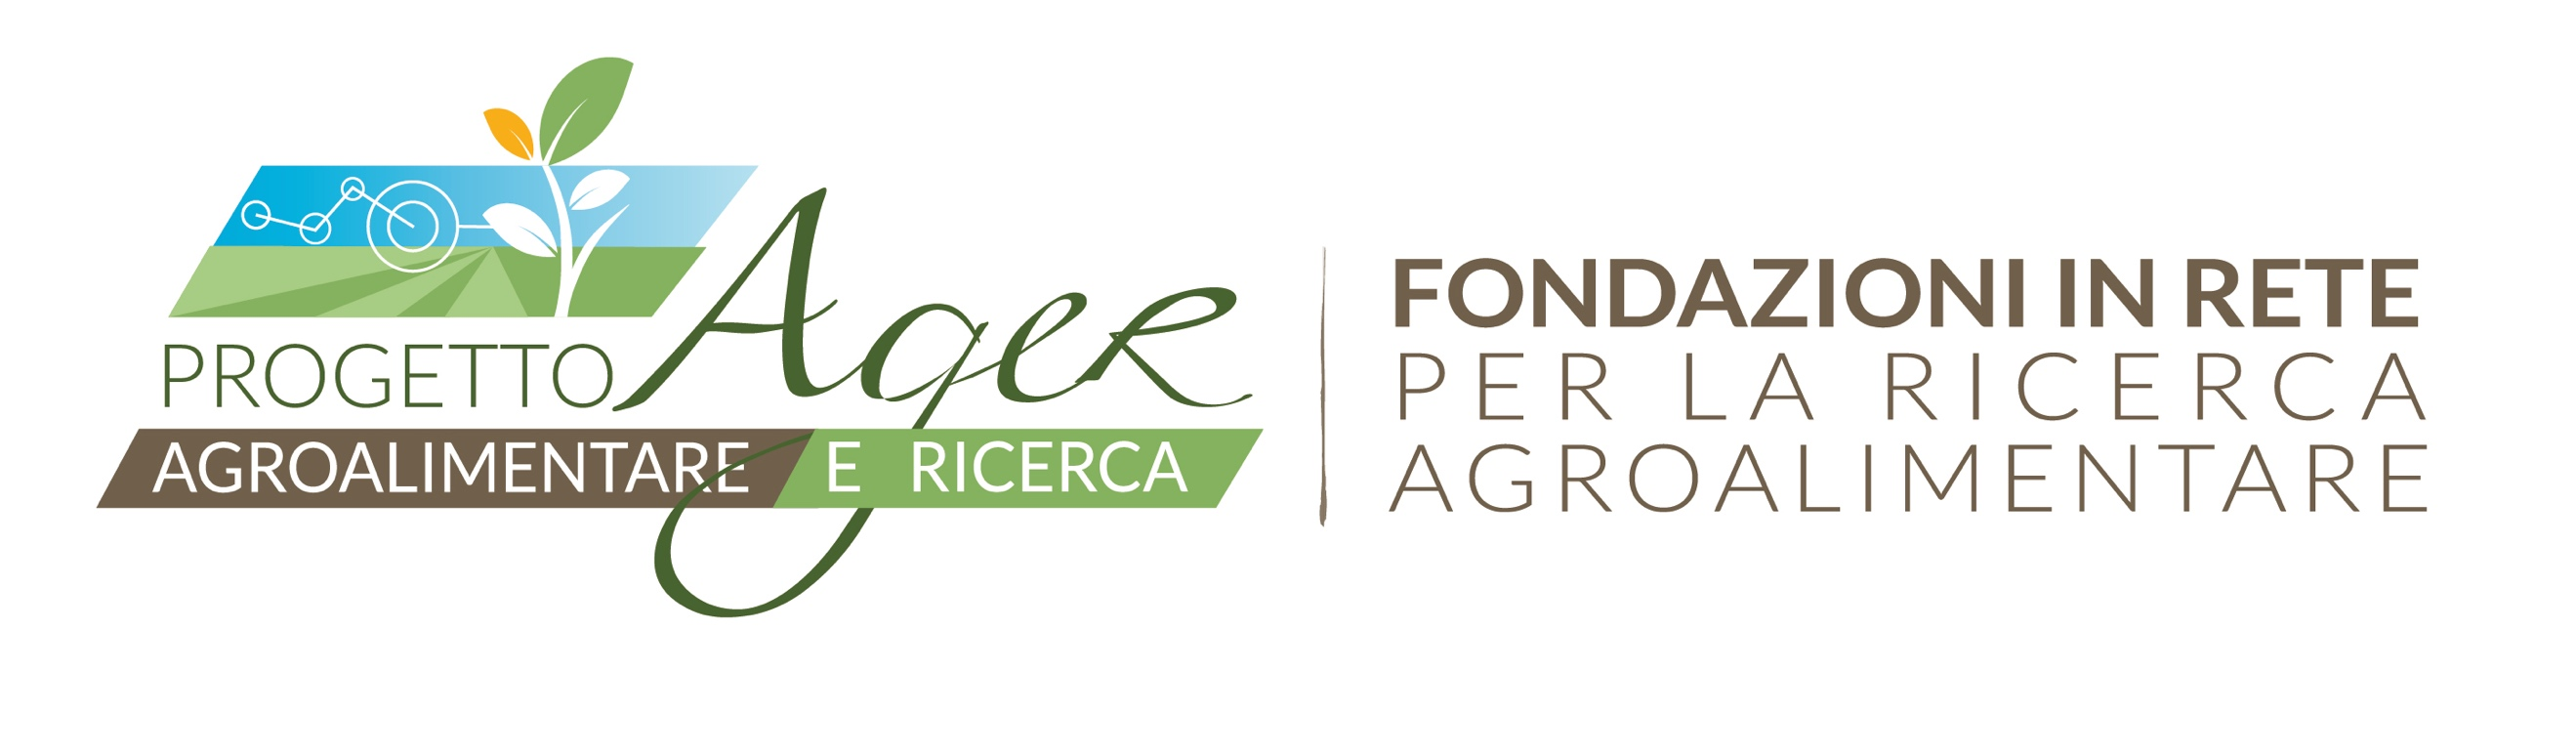 PROGETTO Ager
AGROALIMENTARE E RICERCA
FONDAZIONI IN RETE
PER LA RICERCA
AGROALIMENTARE